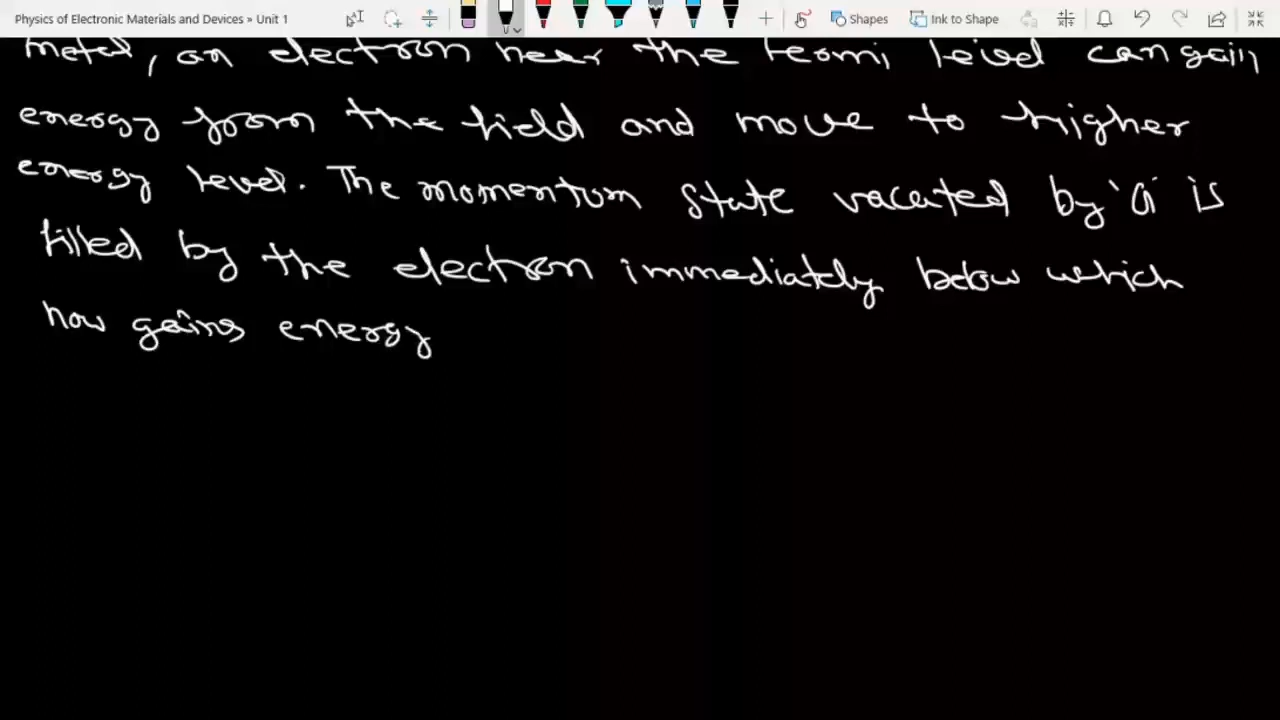 Physics of Electronic Materials and Devices » Unit 1
Shapes
Ink to Shape
metal, an electron near the Fermi level can gain
energy from the field and move to higher
energy level. The momentum state vacated by 'a' is
filled by the electron immediately below which
now gains energy